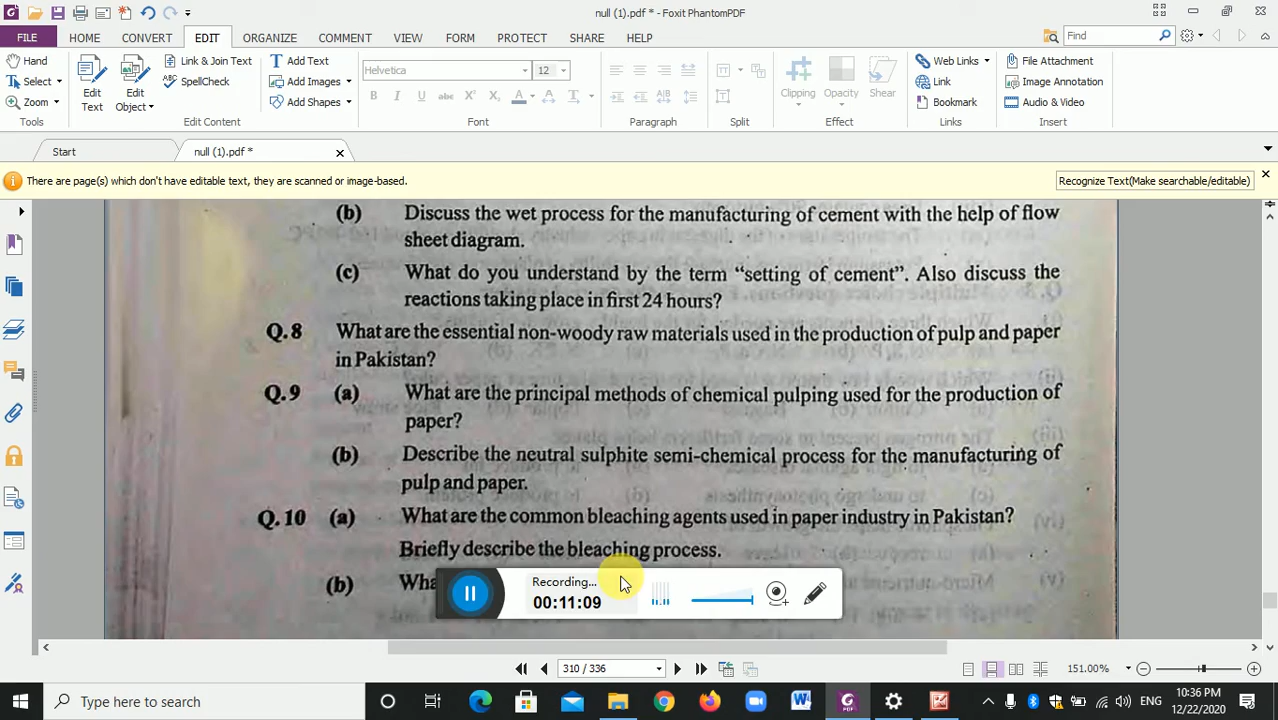 null (1).pdf * - Foxit PhantomPDF
FILE HOME CONVERT EDIT ORGANIZE COMMENT VIEW FORM PROTECT SHARE HELP
Find
Hand
Select
Zoom
Tools
Edit Text
Edit Object
Link & Join Text
SpellCheck
Edit Content
Add Text
Add Images
Add Shapes
Helvetica 12
B I U abc X² X₂ A
Font
Paragraph
Split
Clipping Opacity Shear
Effect
Web Links
Link
Bookmark
Links
File Attachment
Image Annotation
Audio & Video
Insert
Start null (1).pdf *
There are page(s) which don't have editable text, they are scanned or image-based. Recognize Text(Make searchable/editable)
(b) Discuss the wet process for the manufacturing of cement with the help of flow
sheet diagram.
(c) What do you understand by the term “setting of cement”. Also discuss the
reactions taking place in first 24 hours?
Q.8 What are the essential non-woody raw materials used in the production of pulp and paper
in Pakistan?
Q.9 (a) What are the principal methods of chemical pulping used for the production of
paper?
(b) Describe the neutral sulphite semi-chemical process for the manufacturing of
pulp and paper.
Q.10 (a) What are the common bleaching agents used in paper industry in Pakistan?
Briefly describe the bleaching process.
(b)
Recording...
00:11:09
310 / 336 151.00%
Type here to search
ENG
10:36 PM
12/22/2020